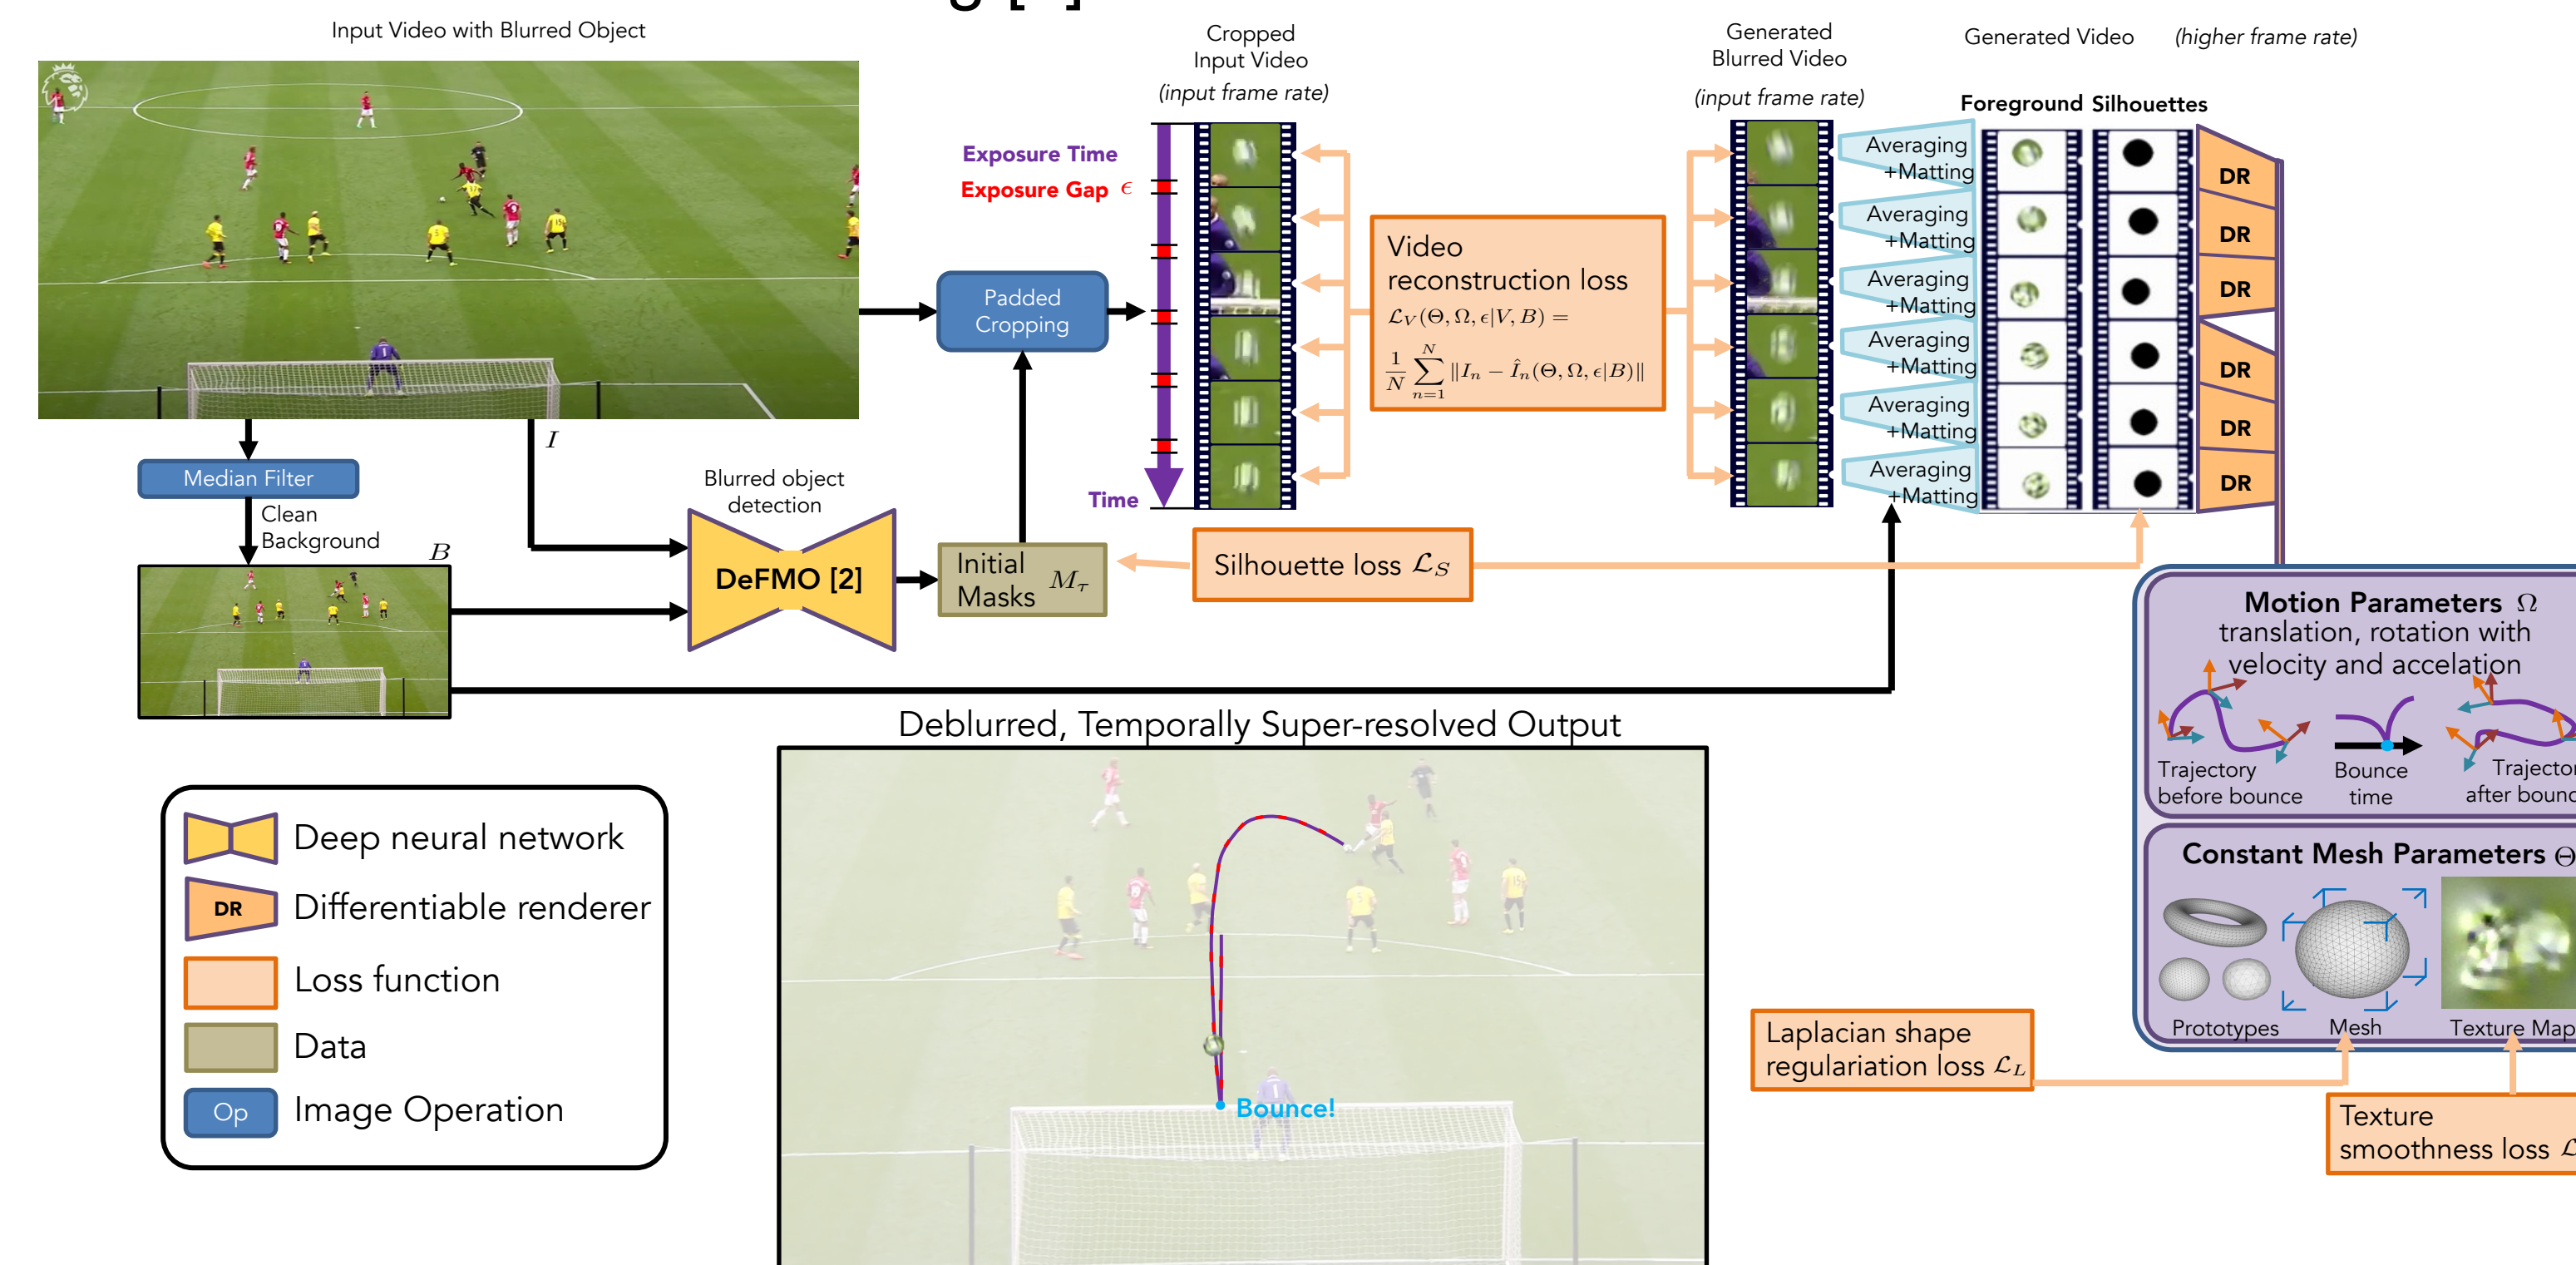 Input Video with Blurred Object
Cropped
Input Video
(input frame rate)
Generated
Blurred Video
(input frame rate)
Generated Video (higher frame rate)
Foreground Silhouettes
Exposure Time
Exposure Gap ϵ
Time
Padded
Cropping
Video
reconstruction loss
ℒ_V(Θ, Ω, ϵ|V, B) =
1/N ∑_{n=1}^{N} ‖I_n − Î_n(Θ, Ω, ϵ|B)‖
Averaging
+Matting
Averaging
+Matting
Averaging
+Matting
Averaging
+Matting
Averaging
+Matting
Averaging
+Matting
DR
DR
DR
DR
DR
DR
I
Median Filter
Clean
Background
B
Blurred object
detection
DeFMO [2]
Initial
Masks M_τ
Silhouette loss ℒ_S
Motion Parameters Ω
translation, rotation with
velocity and accelation
Trajectory
before bounce
Bounce
time
Trajector
after bounc
Constant Mesh Parameters Θ
Prototypes
Mesh
Texture Map
Laplacian shape
regulariation loss ℒ_L
Texture
smoothness loss ℒ
Deblurred, Temporally Super-resolved Output
Bounce!
Deep neural network
DR
Differentiable renderer
Loss function
Data
Op
Image Operation